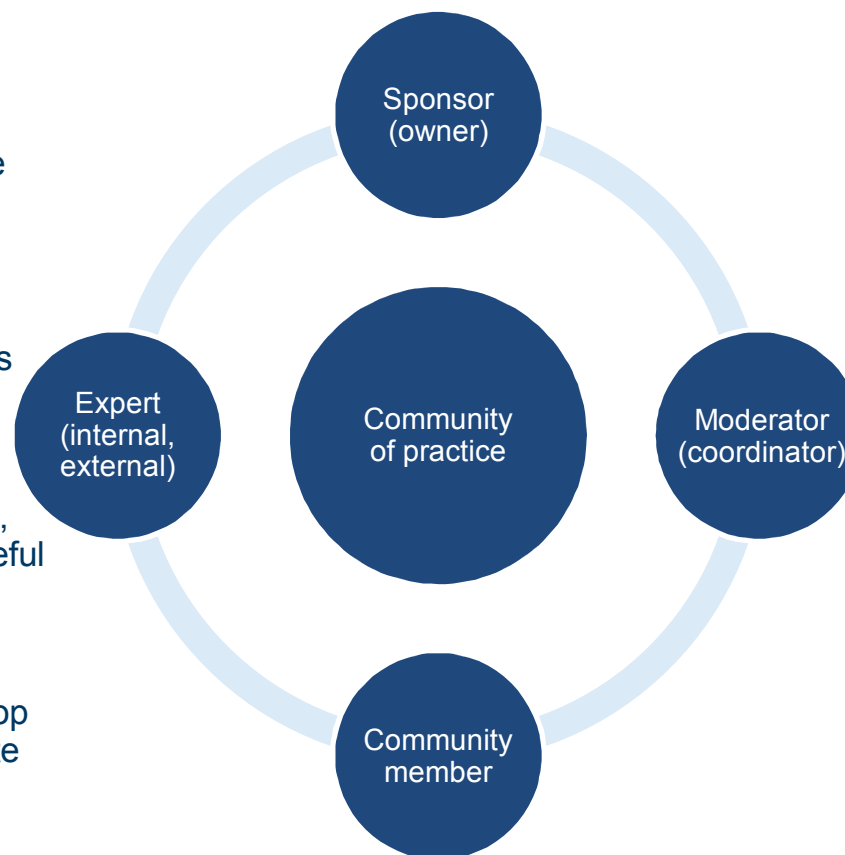 Sponsor
(owner)
Expert
(internal,
external)
Community
of practice
Moderator
(coordinator)
Community
member